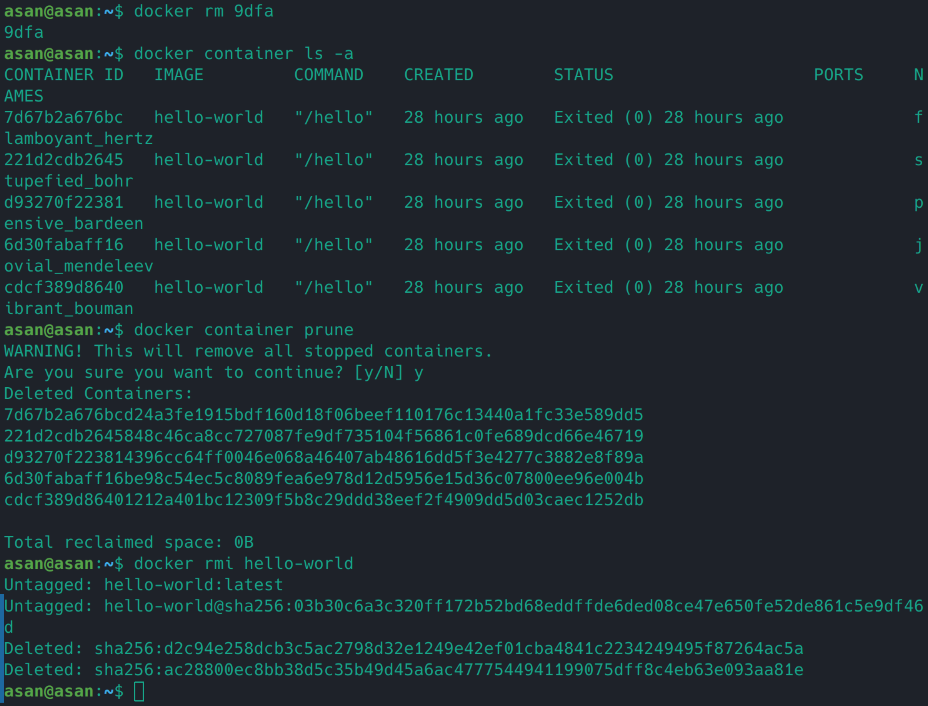 asan@asan:~$ docker rm 9dfa
9dfa
asan@asan:~$ docker container ls -a
CONTAINER ID   IMAGE         COMMAND    CREATED        STATUS                    PORTS     N
AMES
7d67b2a676bc   hello-world   "/hello"   28 hours ago   Exited (0) 28 hours ago             f
lamboyant_hertz
221d2cdb2645   hello-world   "/hello"   28 hours ago   Exited (0) 28 hours ago             s
tupefied_bohr
d93270f22381   hello-world   "/hello"   28 hours ago   Exited (0) 28 hours ago             p
ensive_bardeen
6d30fabaff16   hello-world   "/hello"   28 hours ago   Exited (0) 28 hours ago             j
ovial_mendeleev
cdcf389d8640   hello-world   "/hello"   28 hours ago   Exited (0) 28 hours ago             v
ibrant_bouman
asan@asan:~$ docker container prune
WARNING! This will remove all stopped containers.
Are you sure you want to continue? [y/N] y
Deleted Containers:
7d67b2a676bcd24a3fe1915bdf160d18f06beef110176c13440a1fc33e589dd5
221d2cdb2645848c46ca8cc727087fe9df735104f56861c0fe689dcd66e46719
d93270f223814396cc64ff0046e068a46407ab48616dd5f3e4277c3882e8f89a
6d30fabaff16be98c54ec5c8089fea6e978d12d5956e15d36c07800ee96e004b
cdcf389d86401212a401bc12309f5b8c29ddd38eef2f4909dd5d03caec1252db

Total reclaimed space: 0B
asan@asan:~$ docker rmi hello-world
Untagged: hello-world:latest
Untagged: hello-world@sha256:03b30c6a3c320ff172b52bd68eddffde6ded08ce47e650fe52de861c5e9df46
d
Deleted: sha256:d2c94e258dcb3c5ac2798d32e1249e42ef01cba4841c2234249495f87264ac5a
Deleted: sha256:ac28800ec8bb38d5c35b49d45a6ac4777544941199075dff8c4eb63e093aa81e
asan@asan:~$